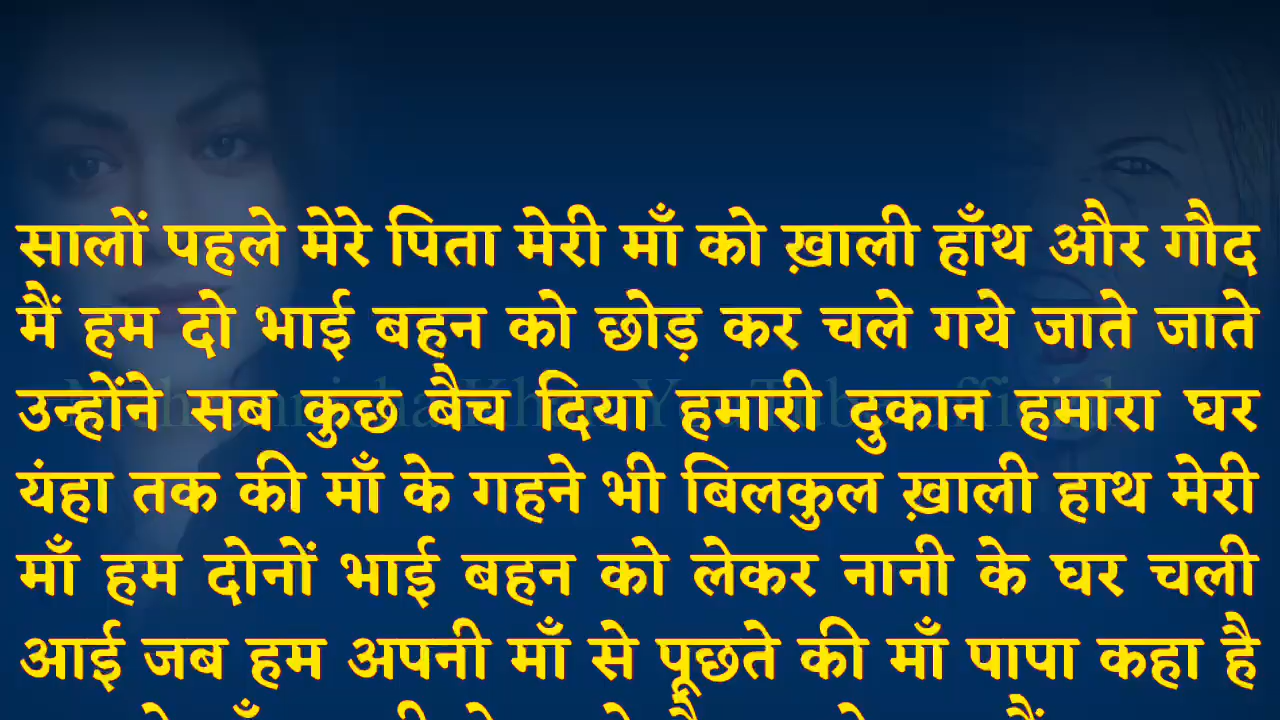 सालों पहले मेरे पिता मेरी माँ को ख़ाली हाँथ और गौद
मैं हम दो भाई बहन को छोड़ कर चले गये जाते जाते
उन्होंने सब कुछ बैच दिया हमारी दुकान हमारा घर
यंहा तक की माँ के गहने भी बिलकुल ख़ाली हाथ मेरी
माँ हम दोनों भाई बहन को लेकर नानी के घर चली
आई जब हम अपनी माँ से पूछते की माँ पापा कहा है